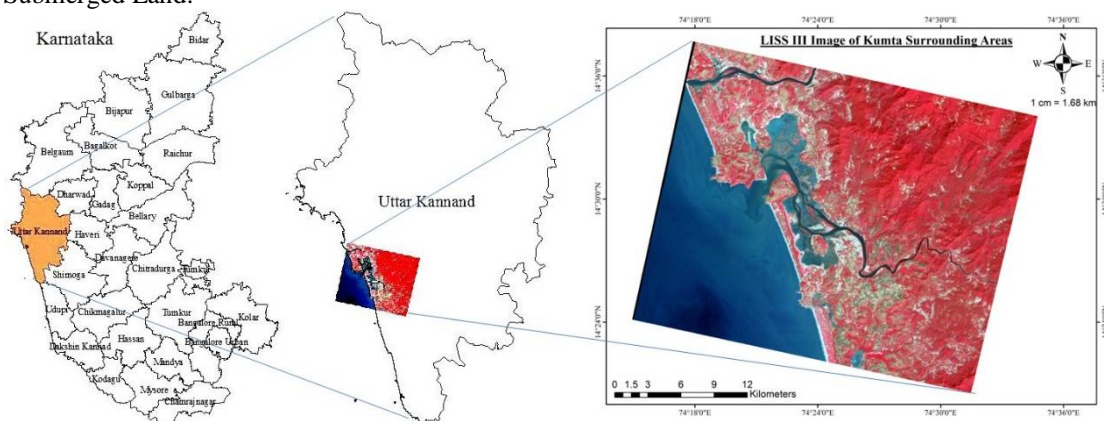 Submerged Land.
Karnataka
Bidar
Gulbarga
Bijapur
Bagalkot
Belgaum
Raichur
Koppal
Dharwad
Gadag
Bellary
Uttar Kannand
Haveri
Davanagere
Shimoga
Chitradurga
Udupi
Chikmagalur
Tumkur
Bangalore Rural
Kolar
Bangalore Urban
Hassan
Dakshin Kannad
Mandya
Kodagu
Mysore
Chamrajnagar
Uttar Kannand
74°18'0"E
74°24'0"E
74°30'0"E
74°36'0"E
LISS III Image of Kumta Surrounding Areas
N
W
E
S
1 cm = 1.68 km
14°36'0"N
14°30'0"N
14°24'0"N
0 1.5 3 6 9 12
Kilometers
74°18'0"E
74°24'0"E
74°30'0"E
74°36'0"E